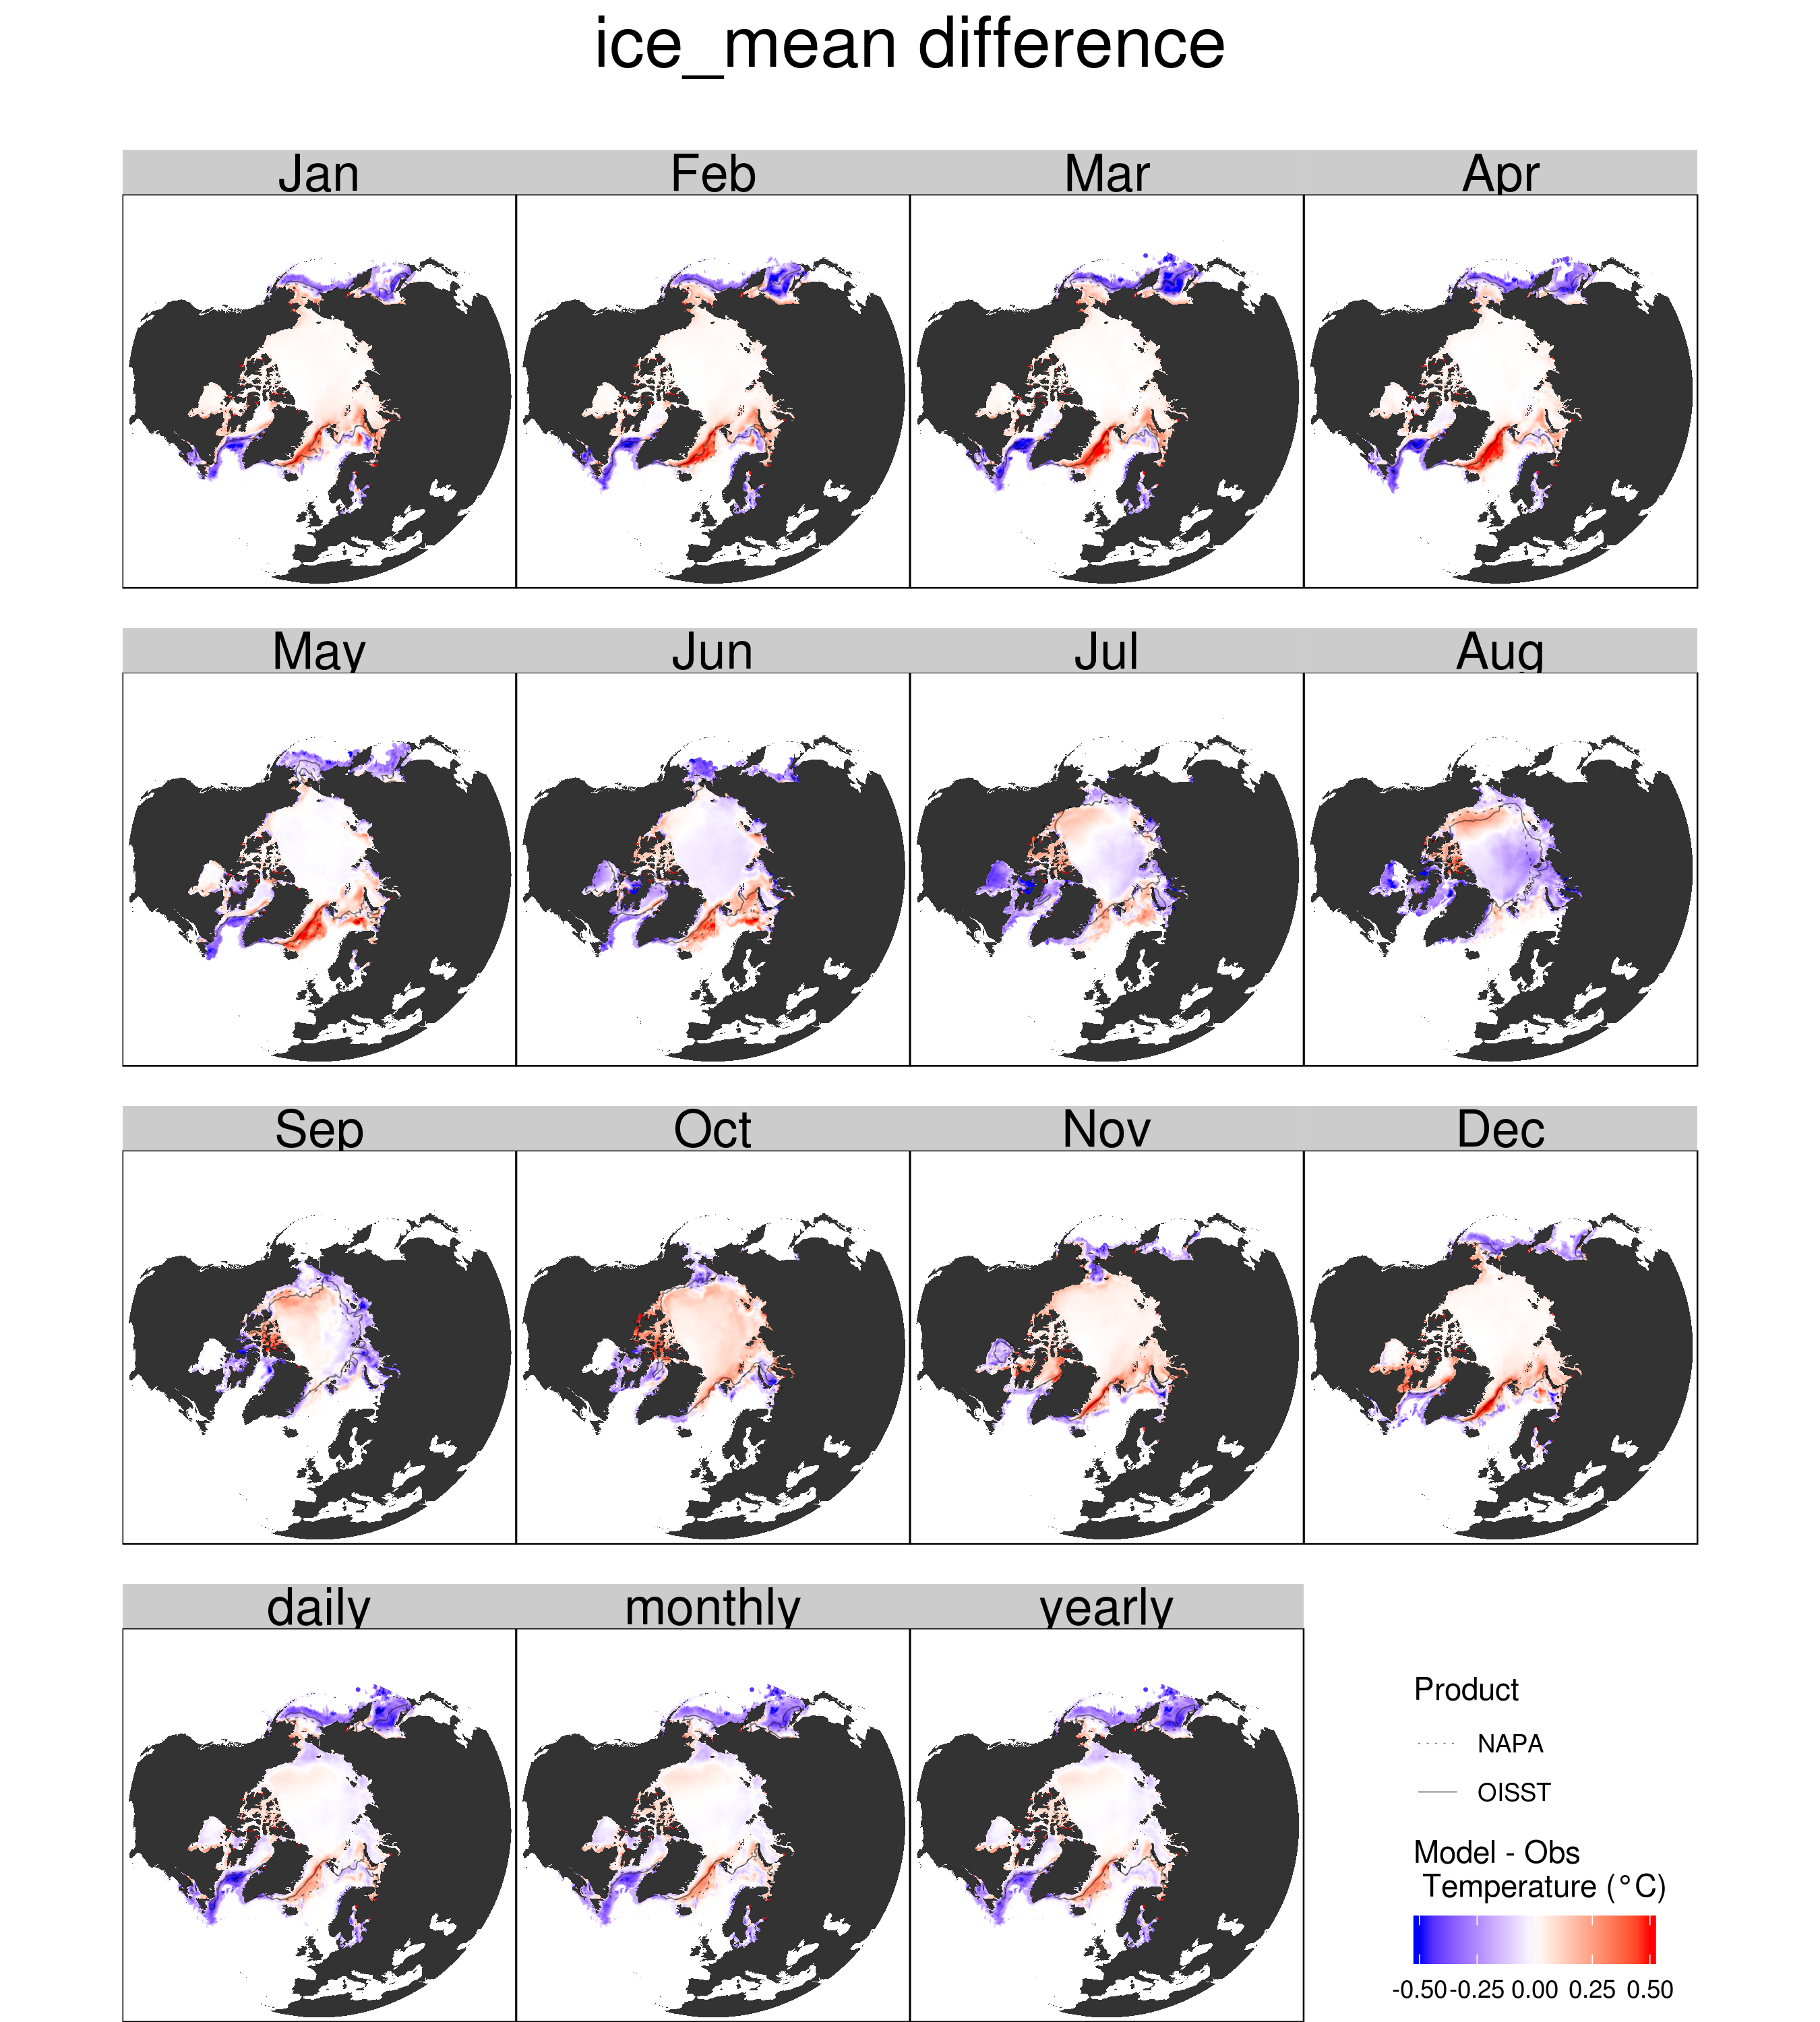 ice_mean difference
Jan Feb Mar Apr
May Jun Jul Aug
Sep Oct Nov Dec
daily monthly yearly
Product
NAPA
OISST
Model - Obs
Temperature (°C)
-0.50 -0.25 0.00 0.25 0.50